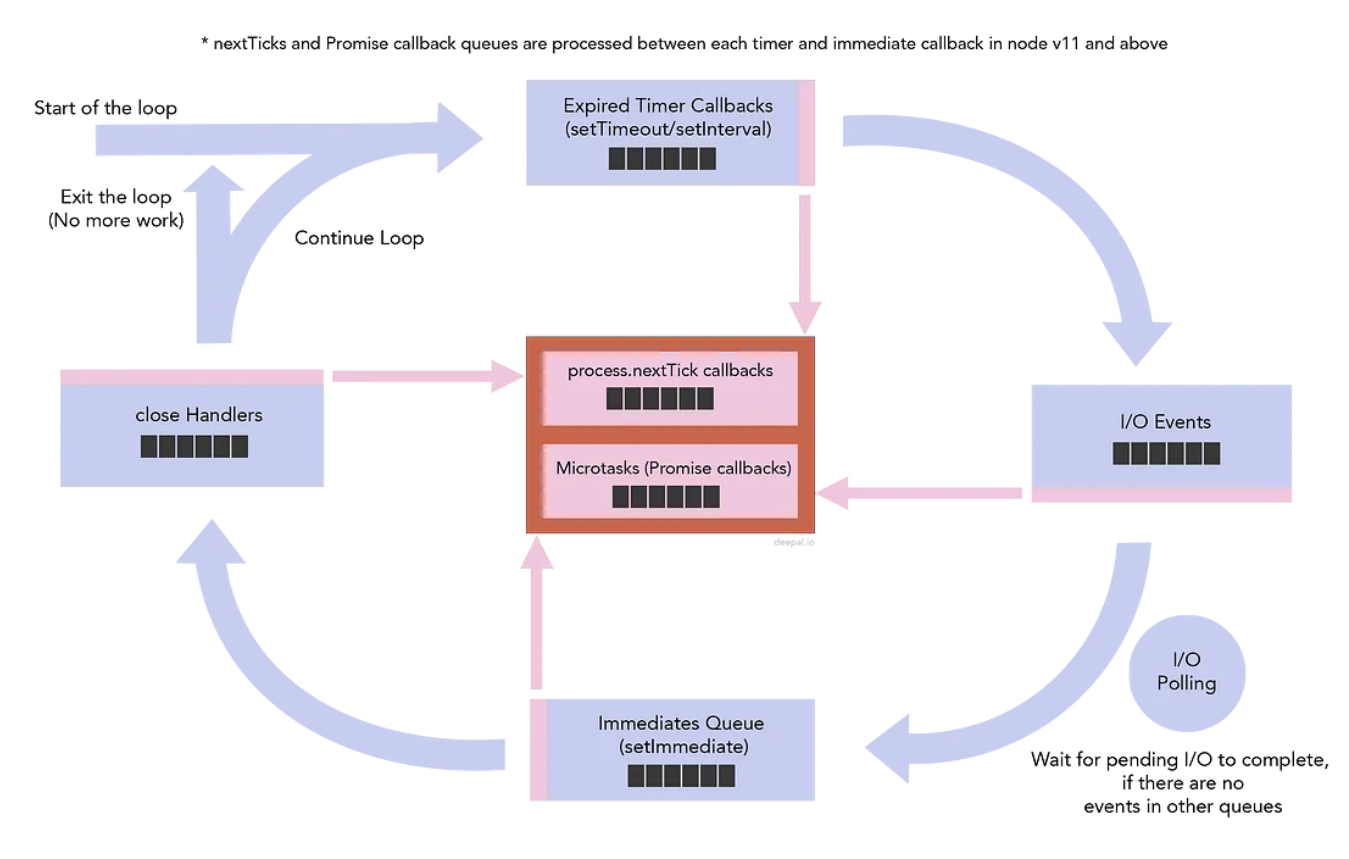 * nextTicks and Promise callback queues are processed between each timer and immediate callback in node v11 and above
Start of the loop
Expired Timer Callbacks
(setTimeout/setInterval)
Exit the loop
(No more work)
Continue Loop
process.nextTick callbacks
Microtasks (Promise callbacks)
deepal.io
close Handlers
I/O Events
I/O
Polling
Immediates Queue
(setImmediate)
Wait for pending I/O to complete,
if there are no
events in other queues